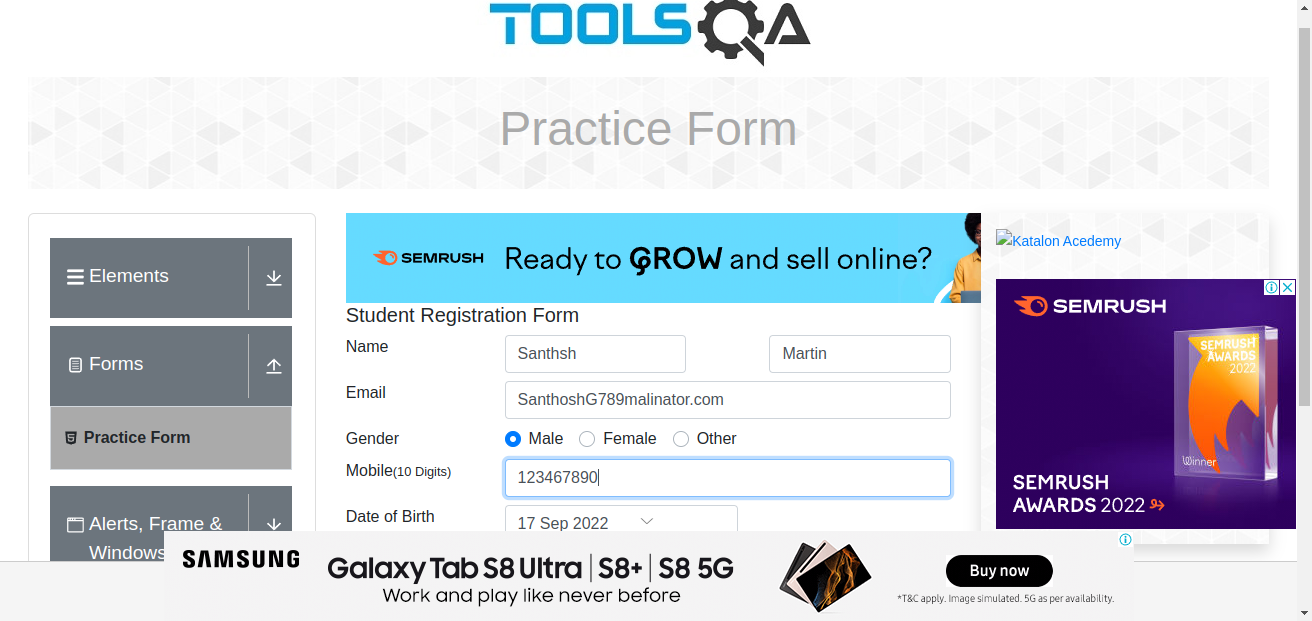 TOOLSQA
Practice Form
Elements
Forms
Practice Form
Alerts, Frame &
Windows
SEMRUSH Ready to GROW and sell online?
Student Registration Form
Name Santhsh Martin
Email SanthoshG789malinator.com
Gender Male Female Other
Mobile(10 Digits) 123467890
Date of Birth 17 Sep 2022
Katalon Acedemy
SEMRUSH
SEMRUSH
AWARDS
2022
Winner
SEMRUSH
AWARDS 2022
SAMSUNG
Galaxy Tab S8 Ultra | S8+ | S8 5G
Work and play like never before
Buy now
*T&C apply. Image simulated. 5G as per availability.